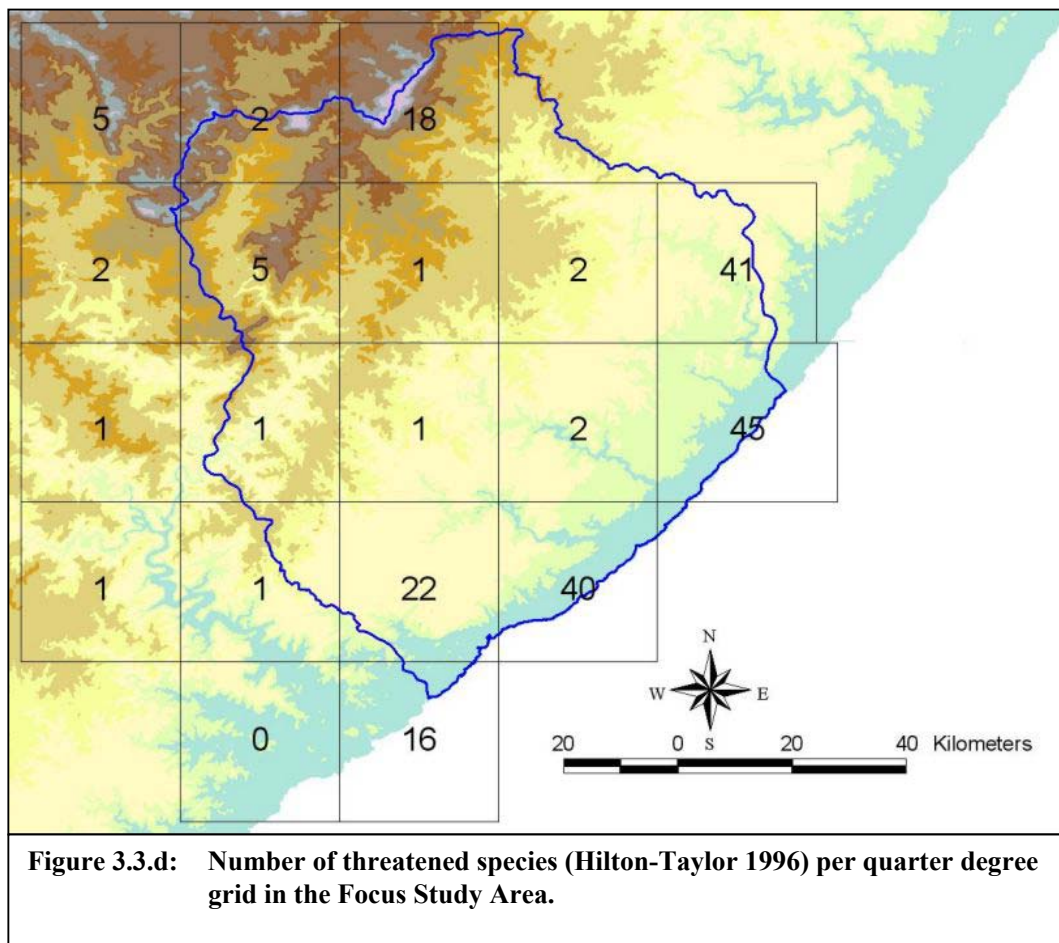 5 2 18
2 5 1 2 41
1 1 1 2 45
1 1 22 40
N
W E
S
0 16
20 0 20 40 Kilometers
Figure 3.3.d: Number of threatened species (Hilton-Taylor 1996) per quarter degree
grid in the Focus Study Area.